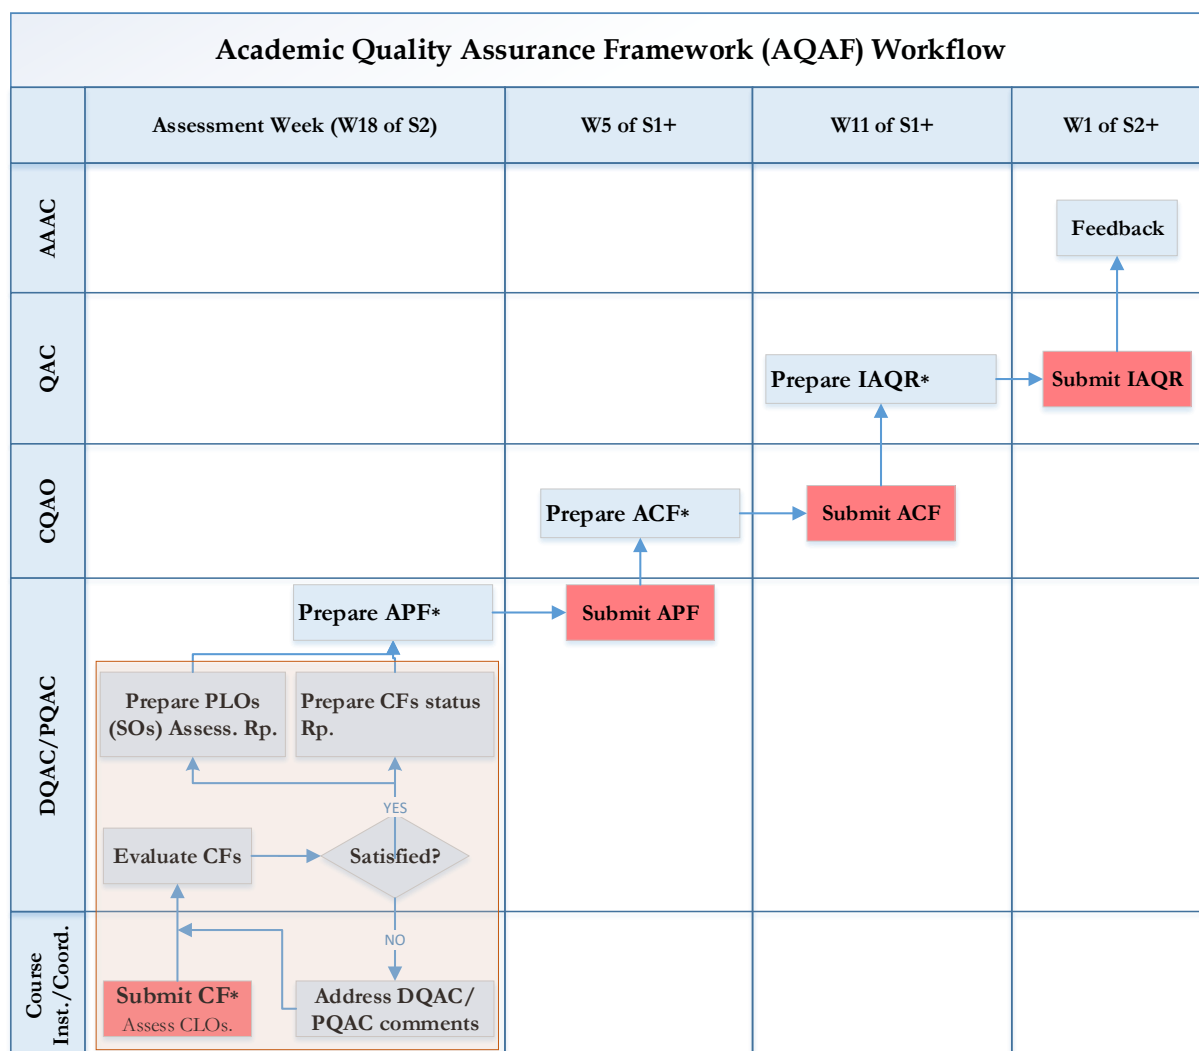 Academic Quality Assurance Framework (AQAF) Workflow
Assessment Week (W18 of S2)
W5 of S1+
W11 of S1+
W1 of S2+
AAAC
Feedback
QAC
Prepare IAQR*
Submit IAQR
CQAO
Prepare ACF*
Submit ACF
DQAC/PQAC
Prepare APF*
Submit APF
Prepare PLOs
(SOs) Assess. Rp.
Prepare CFs status
Rp.
YES
Evaluate CFs
Satisfied?
NO
Course
Inst./Coord.
Submit CF*
Assess CLOs.
Address DQAC/
PQAC comments